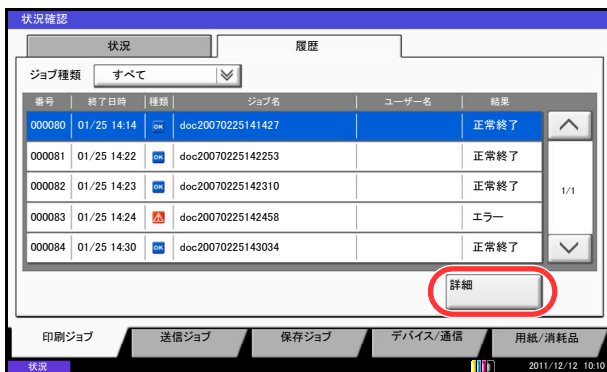 状況確認
状況 履歴
ジョブ種類 すべて
番号 終了日時 種類 ジョブ名 ユーザー名 結果
000080 01/25 14:14 OK doc20070225141427 正常終了
000081 01/25 14:22 OK doc20070225142253 正常終了
000082 01/25 14:23 OK doc20070225142310 正常終了
000083 01/25 14:24 doc20070225142458 エラー
000084 01/25 14:30 OK doc20070225143034 正常終了
1/1
詳細
印刷ジョブ 送信ジョブ 保存ジョブ デバイス/通信 用紙/消耗品
状況 2011/12/12 10:10